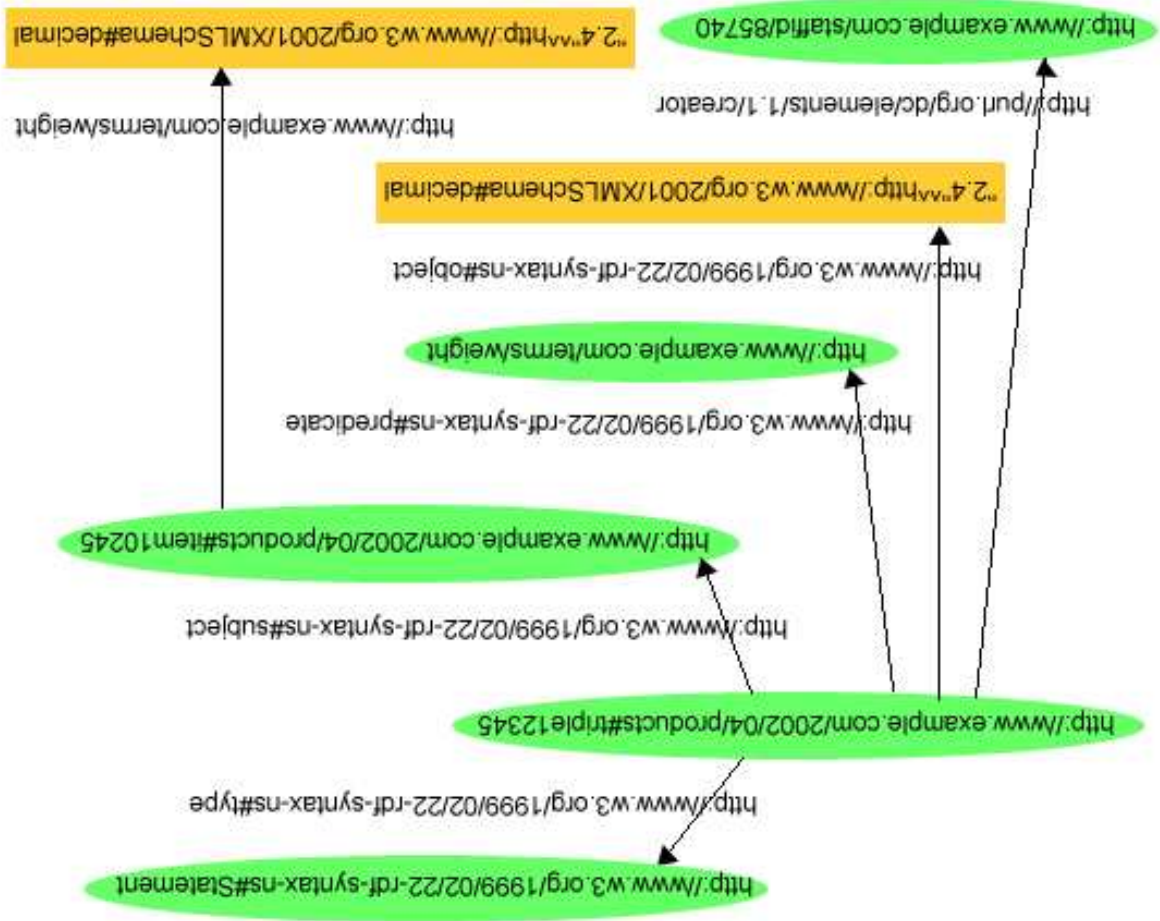 http://www.w3.org/1999/02/22-rdf-syntax-ns#Statement
http://www.w3.org/1999/02/22-rdf-syntax-ns#type
http://www.example.com/2002/04/products#triple12345
http://www.w3.org/1999/02/22-rdf-syntax-ns#subject
http://www.example.com/2002/04/products#item10245
http://www.w3.org/1999/02/22-rdf-syntax-ns#predicate
http://www.example.com/terms/weight
http://www.w3.org/1999/02/22-rdf-syntax-ns#object
"2.4"^^http://www.w3.org/2001/XMLSchema#decimal
http://www.example.com/terms/weight
http://purl.org/dc/elements/1.1/creator
"2.4"^^http://www.w3.org/2001/XMLSchema#decimal
http://www.example.com/staffid/85740